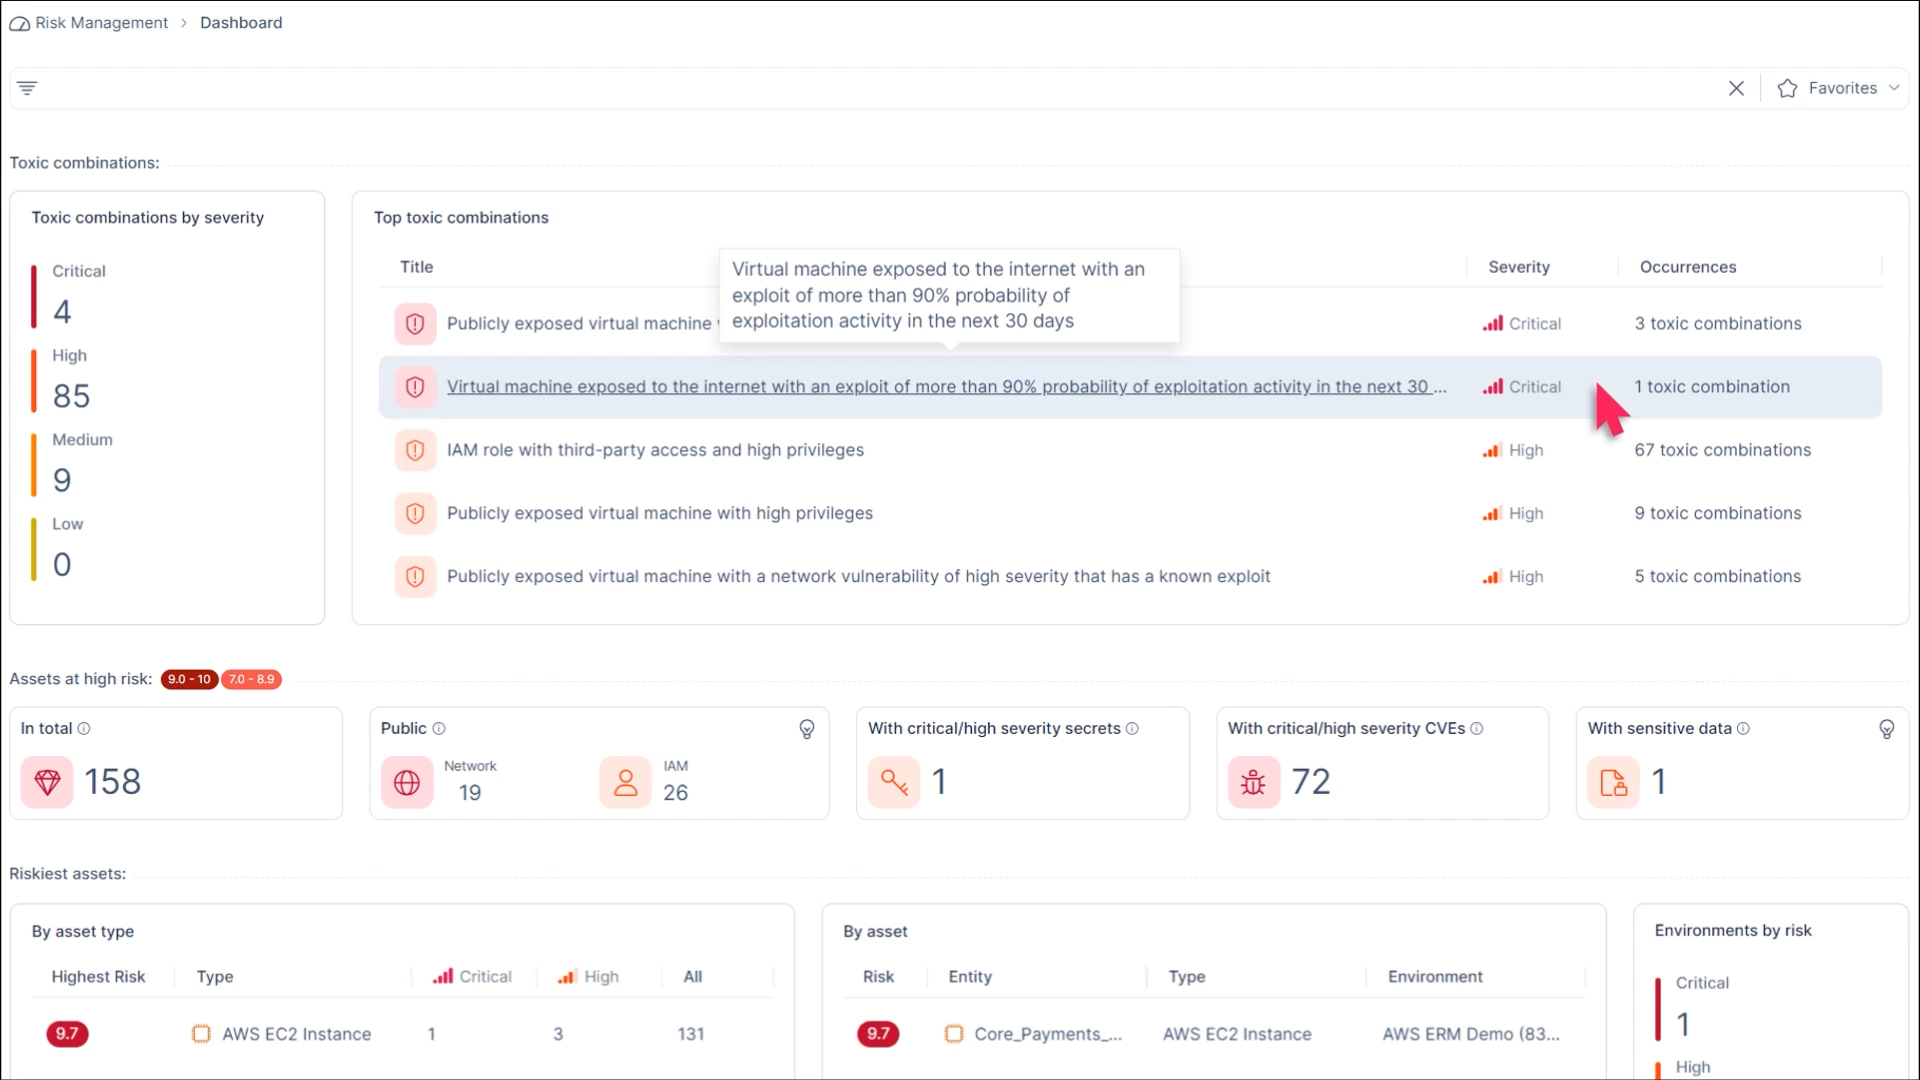 Risk Management > Dashboard
Favorites
Toxic combinations:
Toxic combinations by severity
Critical
4
High
85
Medium
9
Low
0
Top toxic combinations
Title Severity Occurrences
Virtual machine exposed to the internet with an
exploit of more than 90% probability of
exploitation activity in the next 30 days
Publicly exposed virtual machine Critical 3 toxic combinations
Virtual machine exposed to the internet with an exploit of more than 90% probability of exploitation activity in the next 30 ... Critical 1 toxic combination
IAM role with third-party access and high privileges High 67 toxic combinations
Publicly exposed virtual machine with high privileges High 9 toxic combinations
Publicly exposed virtual machine with a network vulnerability of high severity that has a known exploit High 5 toxic combinations
Assets at high risk: 9.0 - 10 7.0 - 8.9
In total
158
Public
Network
19
IAM
26
With critical/high severity secrets
1
With critical/high severity CVEs
72
With sensitive data
1
Riskiest assets:
By asset type
Highest Risk Type Critical High All
9.7 AWS EC2 Instance 1 3 131
By asset
Risk Entity Type Environment
9.7 Core_Payments_... AWS EC2 Instance AWS ERM Demo (83...
Environments by risk
Critical
1
High